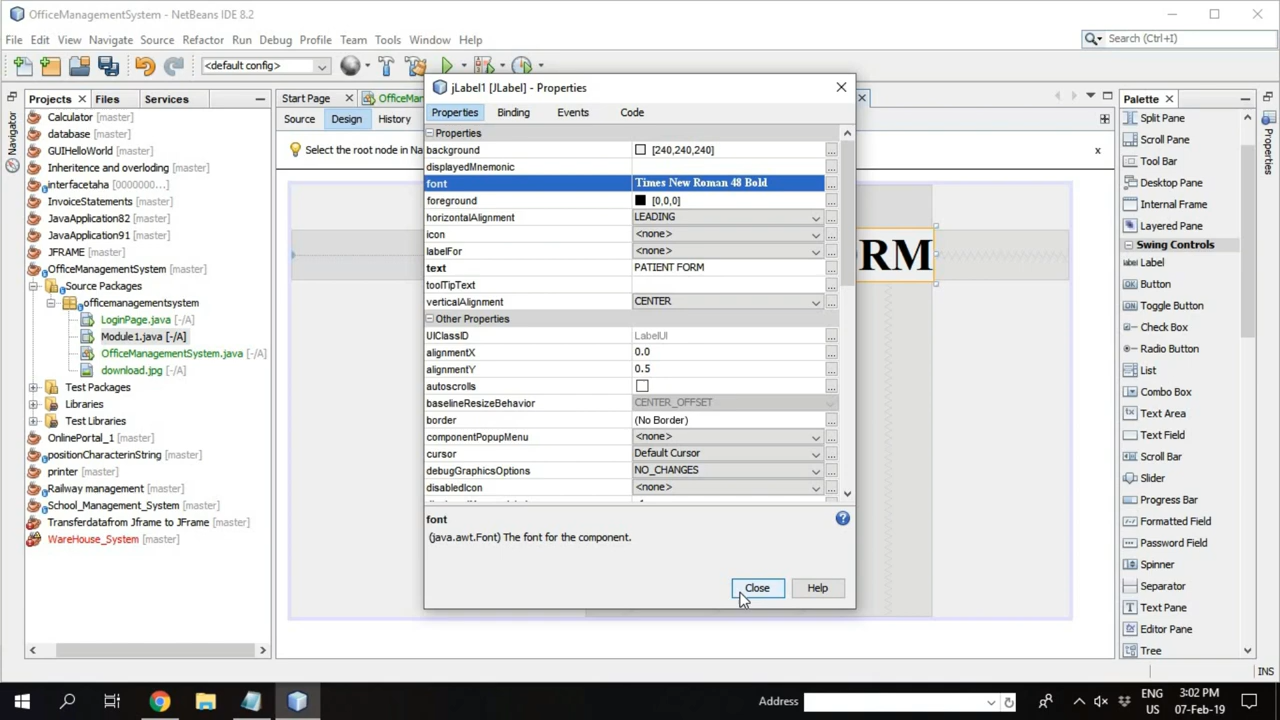 OfficeManagementSystem - NetBeans IDE 8.2
File Edit View Navigate Source Refactor Run Debug Profile Team Tools Window Help
Search (Ctrl+I)
<default config>
Projects Files Services
Start Page
OfficeMan
Source Design History
Select the root node in Na
Navigator
Calculator [master]
database [master]
GUIHelloWorld [master]
Inheritence and overloding [master]
interfacetaha [0000000...]
InvoiceStatements [master]
JavaApplication82 [master]
JavaApplication91 [master]
JFRAME [master]
OfficeManagementSystem [master]
Source Packages
officemanagementsystem
LoginPage.java [-/A]
Module1.java [-/A]
OfficeManagementSystem.java [-/A]
download.jpg [-/A]
Test Packages
Libraries
Test Libraries
OnlinePortal_1 [master]
positionCharacterinString [master]
printer [master]
Railway management [master]
School_Management_System [master]
Transferdatafrom Jframe to JFrame [master]
WareHouse_System [master]
jLabel1 [JLabel] - Properties
Properties Binding Events Code
Properties
background [240,240,240] ...
displayedMnemonic ...
font Times New Roman 48 Bold ...
foreground [0,0,0] ...
horizontalAlignment LEADING ...
icon <none> ...
labelFor <none> ...
text PATIENT FORM ...
toolTipText ...
verticalAlignment CENTER ...
Other Properties
UIClassID LabelUI ...
alignmentX 0.0 ...
alignmentY 0.5 ...
autoscrolls ...
baselineResizeBehavior CENTER_OFFSET
border (No Border) ...
componentPopupMenu <none> ...
cursor Default Cursor ...
debugGraphicsOptions NO_CHANGES ...
disabledIcon <none> ...
font
(java.awt.Font) The font for the component.
Close Help
ORM
Palette
Split Pane
Scroll Pane
Tool Bar
Desktop Pane
Internal Frame
Layered Pane
Swing Controls
Label
Button
Toggle Button
Check Box
Radio Button
List
Combo Box
Text Area
Text Field
Scroll Bar
Slider
Progress Bar
Formatted Field
Password Field
Spinner
Separator
Text Pane
Editor Pane
Tree
Properties
INS
Address
ENG
US
3:02 PM
07-Feb-19